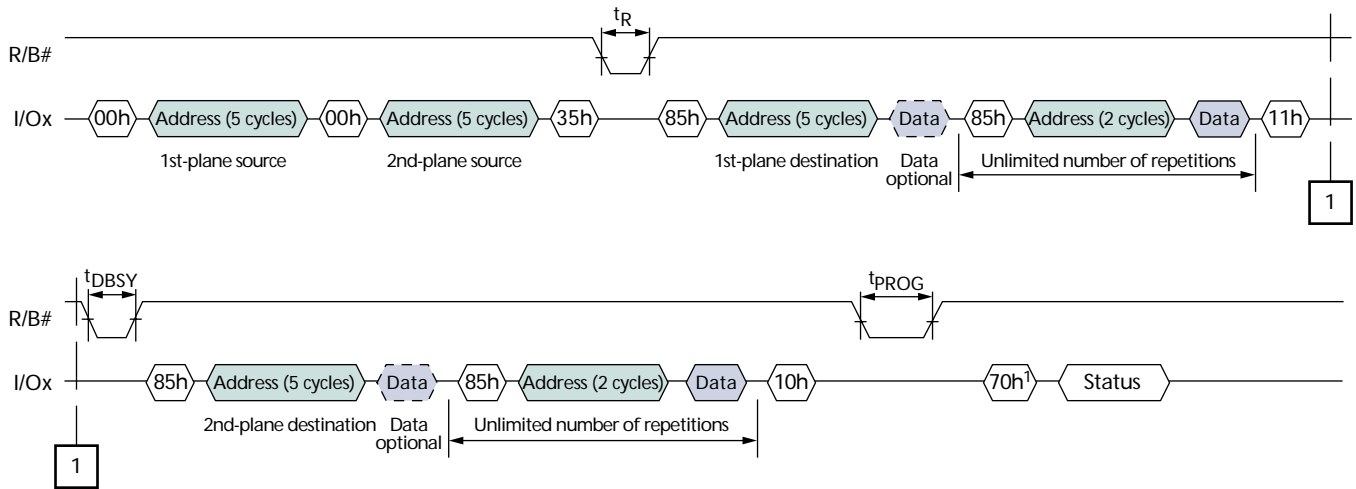 tR
R/B#
I/Ox 00h Address (5 cycles) 00h Address (5 cycles) 35h 85h Address (5 cycles) Data 85h Address (2 cycles) Data 11h
1st-plane source 2nd-plane source 1st-plane destination Data optional Unlimited number of repetitions
1
tDBSY tPROG
R/B#
I/Ox 85h Address (5 cycles) Data 85h Address (2 cycles) Data 10h 70h1 Status
2nd-plane destination Data optional Unlimited number of repetitions
1